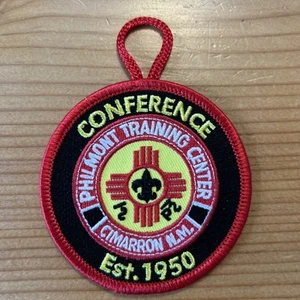 CONFERENCE
PHILMONT TRAINING CENTER
CIMARRON N.M.
Est. 1950